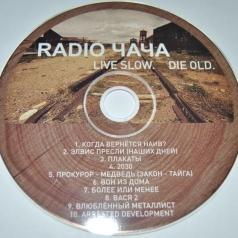 RADIO ЧАЧА
LIVE SLOW. DIE OLD.
1. КОГДА ВЕРНЕТСЯ НАИВ?
2. ЭЛВИС ПРЕСЛИ (НАШИХ ДНЕЙ)
3. ПЛАКАТЫ
4. 2030
5. ПРОКУРОР - МЕДВЕДЬ (ЗАКОН - ТАЙГА)
6. ВОН ИЗ ДОМА
7. БОЛЕЕ ИЛИ МЕНЕЕ
8. ВАСЯ 2
9. ВЛЮБЛЁННЫЙ МЕТАЛЛИСТ
10. ARRESTED DEVELOPMENT